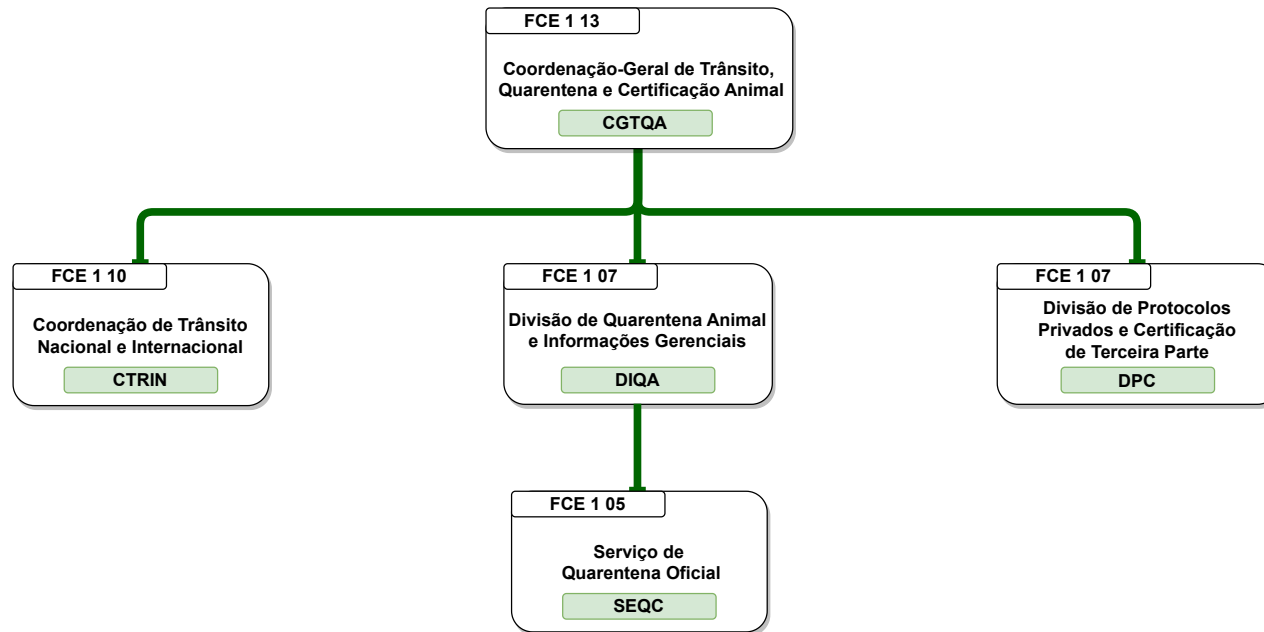 FCE 1 13
Coordenação-Geral de Trânsito,
Quarentena e Certificação Animal
CGTQA
FCE 1 10
Coordenação de Trânsito
Nacional e Internacional
CTRIN
FCE 1 07
Divisão de Quarentena Animal
e Informações Gerenciais
DIQA
FCE 1 07
Divisão de Protocolos
Privados e Certificação
de Terceira Parte
DPC
FCE 1 05
Serviço de
Quarentena Oficial
SEQC